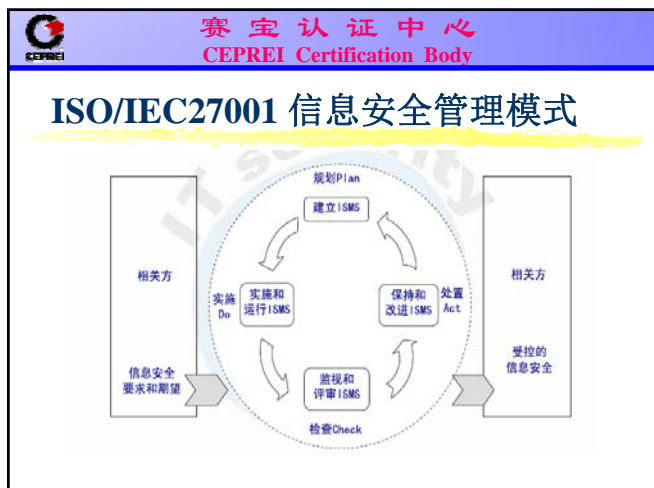 CEPREI
赛宝认证中心
CEPREI Certification Body
ISO/IEC27001 信息安全管理模式
IT security
规划Plan
建立ISMS
相关方
信息安全
要求和期望
实施
Do
实施和
运行ISMS
保持和
改进ISMS
处置
Act
监视和
评审ISMS
检查Check
相关方
受控的
信息安全